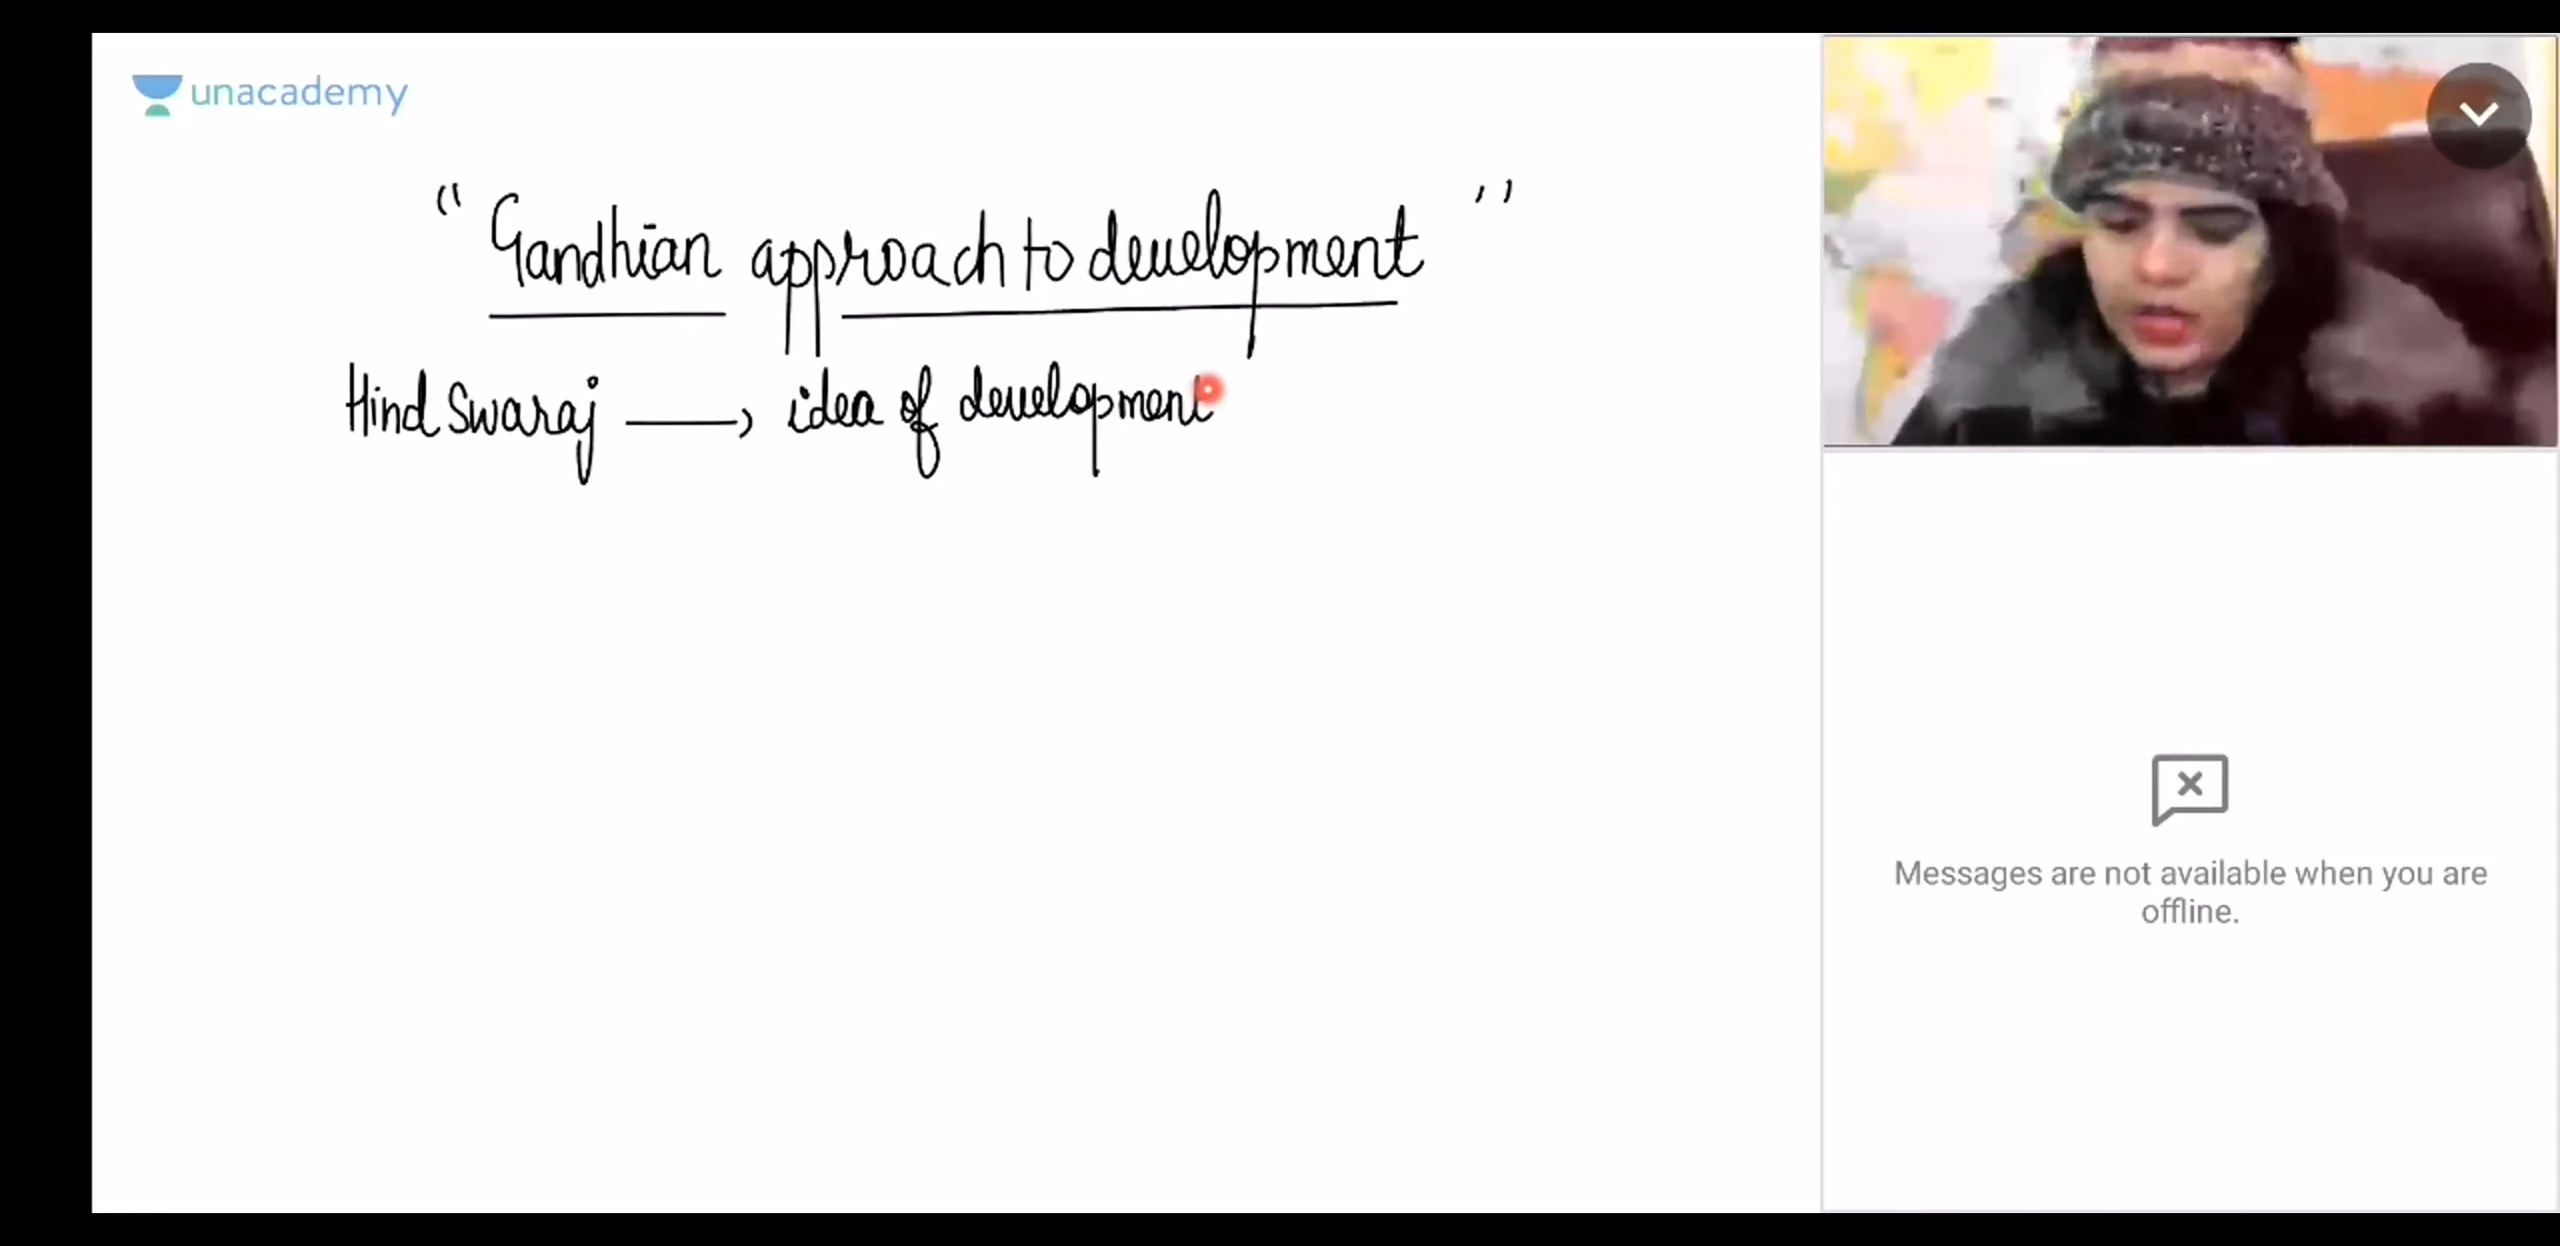 unacademy
" Gandhian approach to development "
Hind Swaraj → idea of development
Messages are not available when you are
offline.